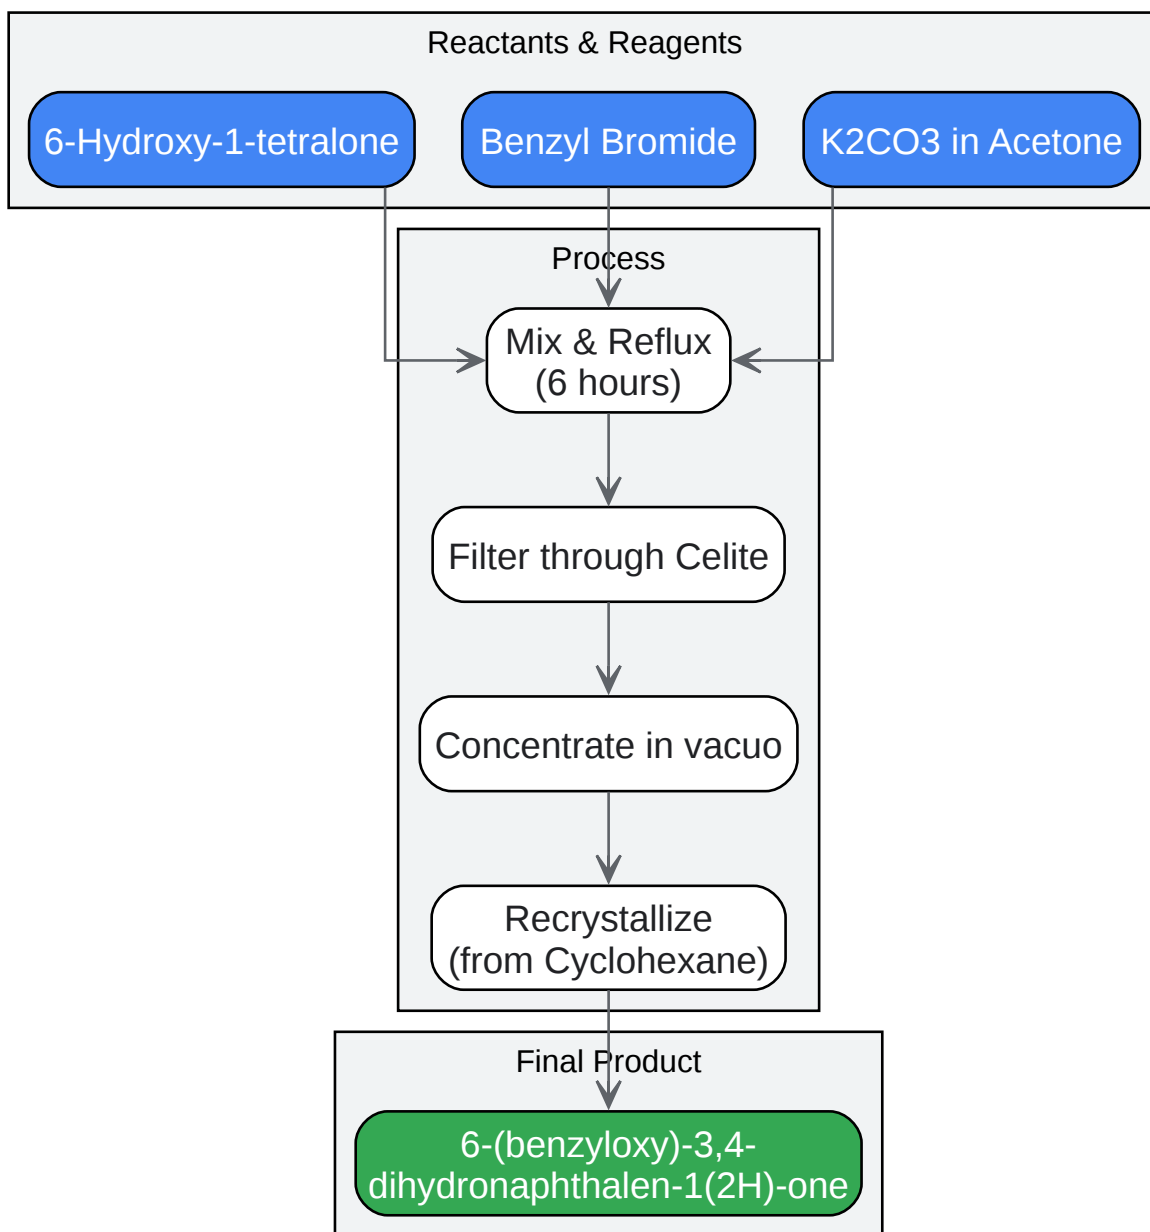 Reactants & Reagents
6-Hydroxy-1-tetralone
Benzyl Bromide
K2CO3 in Acetone
Process
Mix & Reflux
(6 hours)
Filter through Celite
Concentrate in vacuo
Recrystallize
(from Cyclohexane)
Final Product
6-(benzyloxy)-3,4-
dihydronaphthalen-1(2H)-one